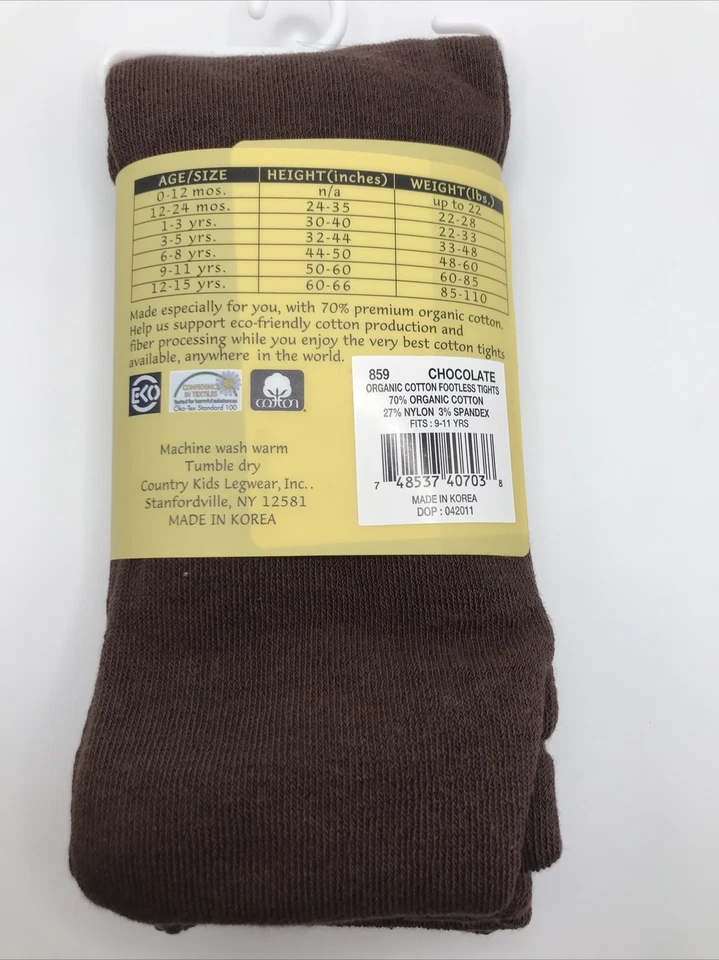 AGE/SIZE HEIGHT(inches) WEIGHT(lbs.)
0-12 mos. n/a up to 22
12-24 mos. 24-35 22-28
1-3 yrs. 30-40 22-33
3-5 yrs. 32-44 33-48
6-8 yrs. 44-50 48-60
9-11 yrs. 50-60 60-85
12-15 yrs. 60-66 85-110
Made especially for you, with 70% premium organic cotton.
Help us support eco-friendly cotton production and
fiber processing while you enjoy the very best cotton tights
available, anywhere in the world.
EKO
CONFIDENCE
IN TEXTILES
Tested for harmful substances
Öko-Tex Standard 100
cotton
859 CHOCOLATE
ORGANIC COTTON FOOTLESS TIGHTS
70% ORGANIC COTTON
27% NYLON 3% SPANDEX
FITS : 9-11 YRS
7 48537 40703 8
MADE IN KOREA
DOP : 042011
Machine wash warm
Tumble dry
Country Kids Legwear, Inc..
Stanfordville, NY 12581
MADE IN KOREA